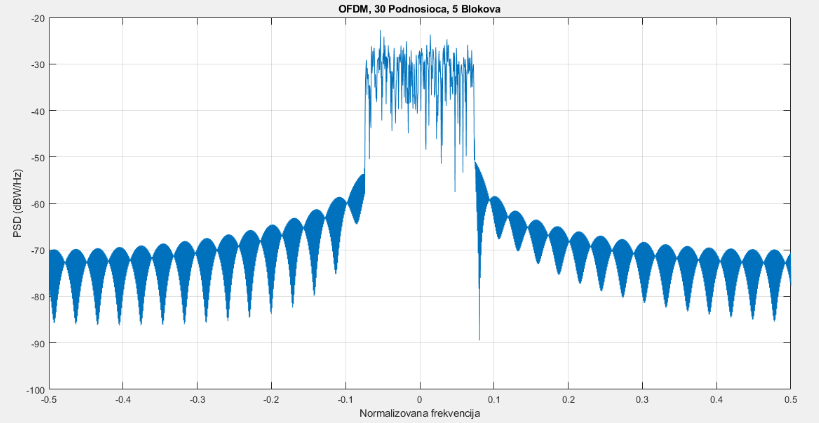 OFDM, 30 Podnosioca, 5 Blokova
-20
-30
-40
-50
-60
-70
-80
-90
-100
PSD (dBW/Hz)
-0.5 -0.4 -0.3 -0.2 -0.1 0 0.1 0.2 0.3 0.4 0.5
Normalizovana frekvencija